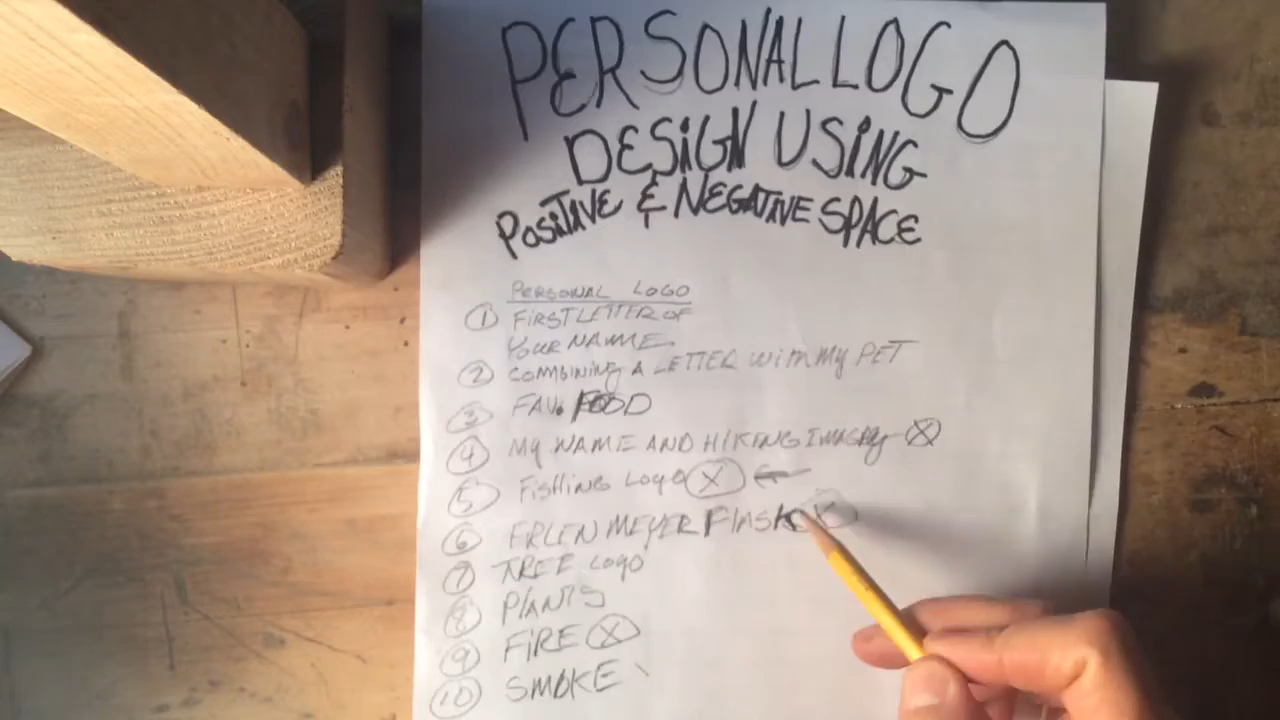 PERSONAL LOGO
DESIGN USING
POSITIVE & NEGATIVE SPACE
PERSONAL LOGO
1 FIRST LETTER OF
YOUR NAME
2 COMBINING A LETTER WITH MY PET
3 FAV. FOOD
4 MY NAME AND HIKING IMAGERY X
5 FISHING LOGO X
6 ERLEN MEYER FLASK
7 TREE LOGO
8 PLANTS
9 FIRE X
10 SMOKE